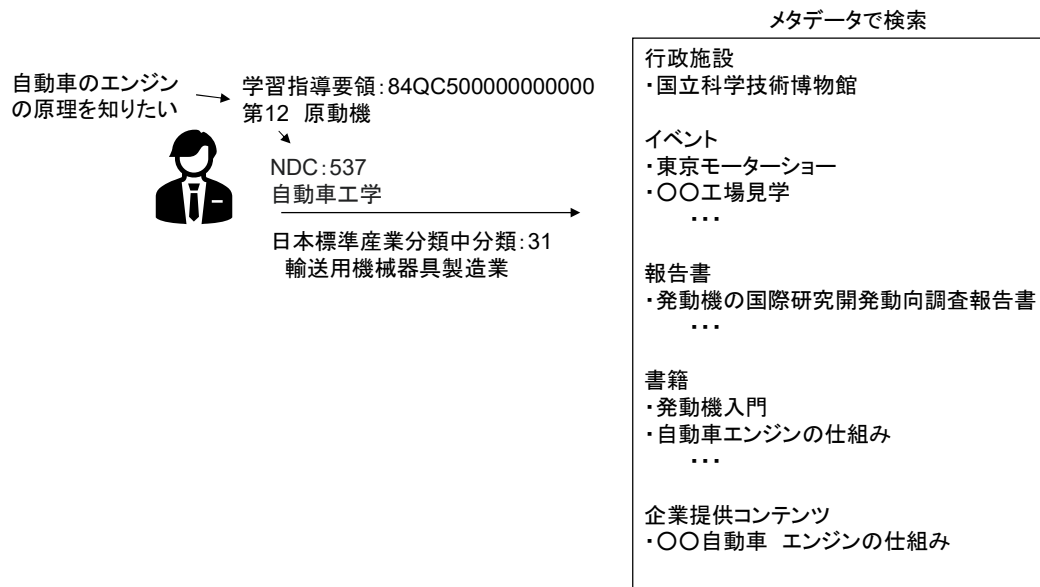 メタデータで検索
自動車のエンジン
の原理を知りたい
学習指導要領：84QC500000000000
第12　原動機
NDC：537
自動車工学
日本標準産業分類中分類：31
輸送用機械器具製造業
行政施設
・国立科学技術博物館
イベント
・東京モーターショー
・〇〇工場見学
・・・
報告書
・発動機の国際研究開発動向調査報告書
・・・
書籍
・発動機入門
・自動車エンジンの仕組み
・・・
企業提供コンテンツ
・〇〇自動車　エンジンの仕組み